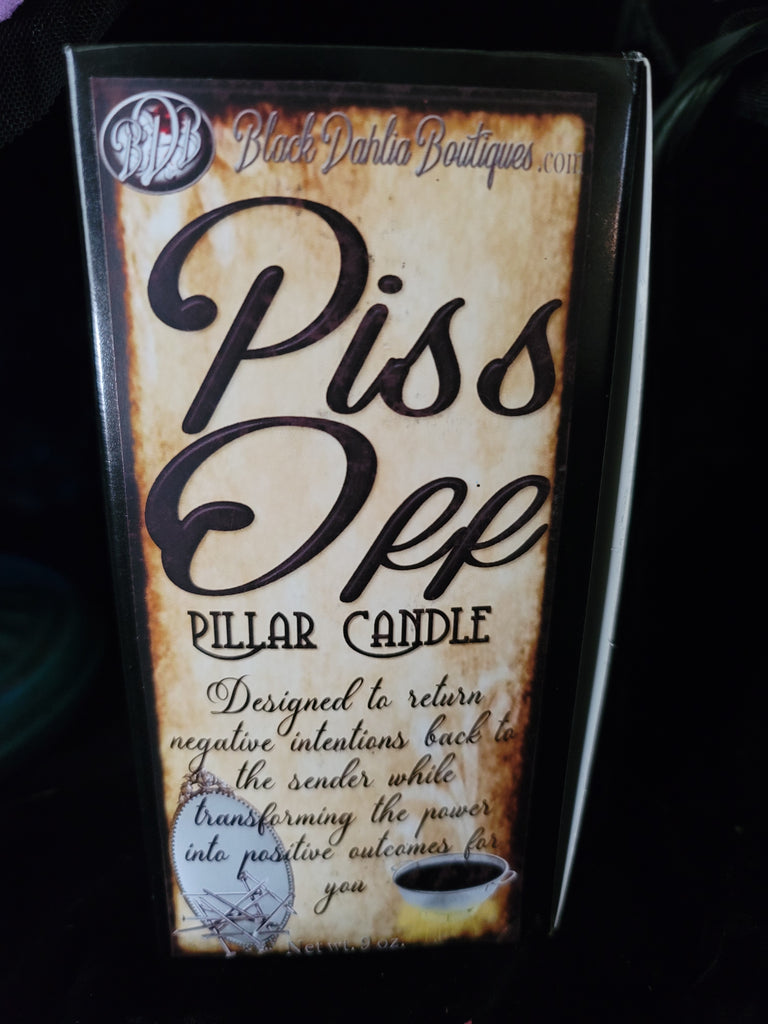 BDB
Black Dahlia Boutiques.com
Piss
Off
PILLAR CANDLE
Designed to return
negative intentions back to
the sender while
transforming the power
into positive outcomes for
you
Net wt. 9 oz.